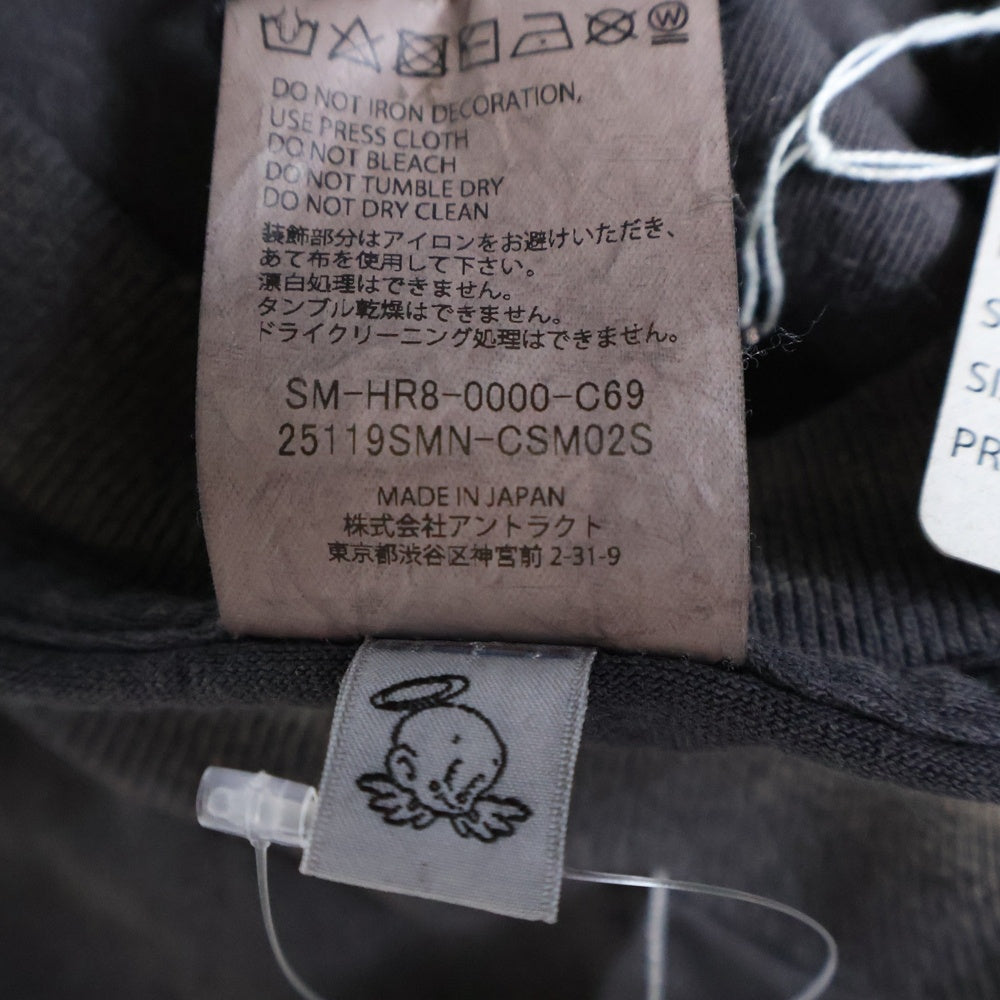 W
DO NOT IRON DECORATION,
USE PRESS CLOTH
DO NOT BLEACH
DO NOT TUMBLE DRY
DO NOT DRY CLEAN
装飾部分はアイロンをお避けいただき、
あて布を使用して下さい。
漂白処理はできません。
タンブル乾燥はできません。
ドライクリーニング処理はできません。
SM-HR8-0000-C69
25119SMN-CSM02S
MADE IN JAPAN
株式会社アントラクト
東京都渋谷区神宮前 2-31-9